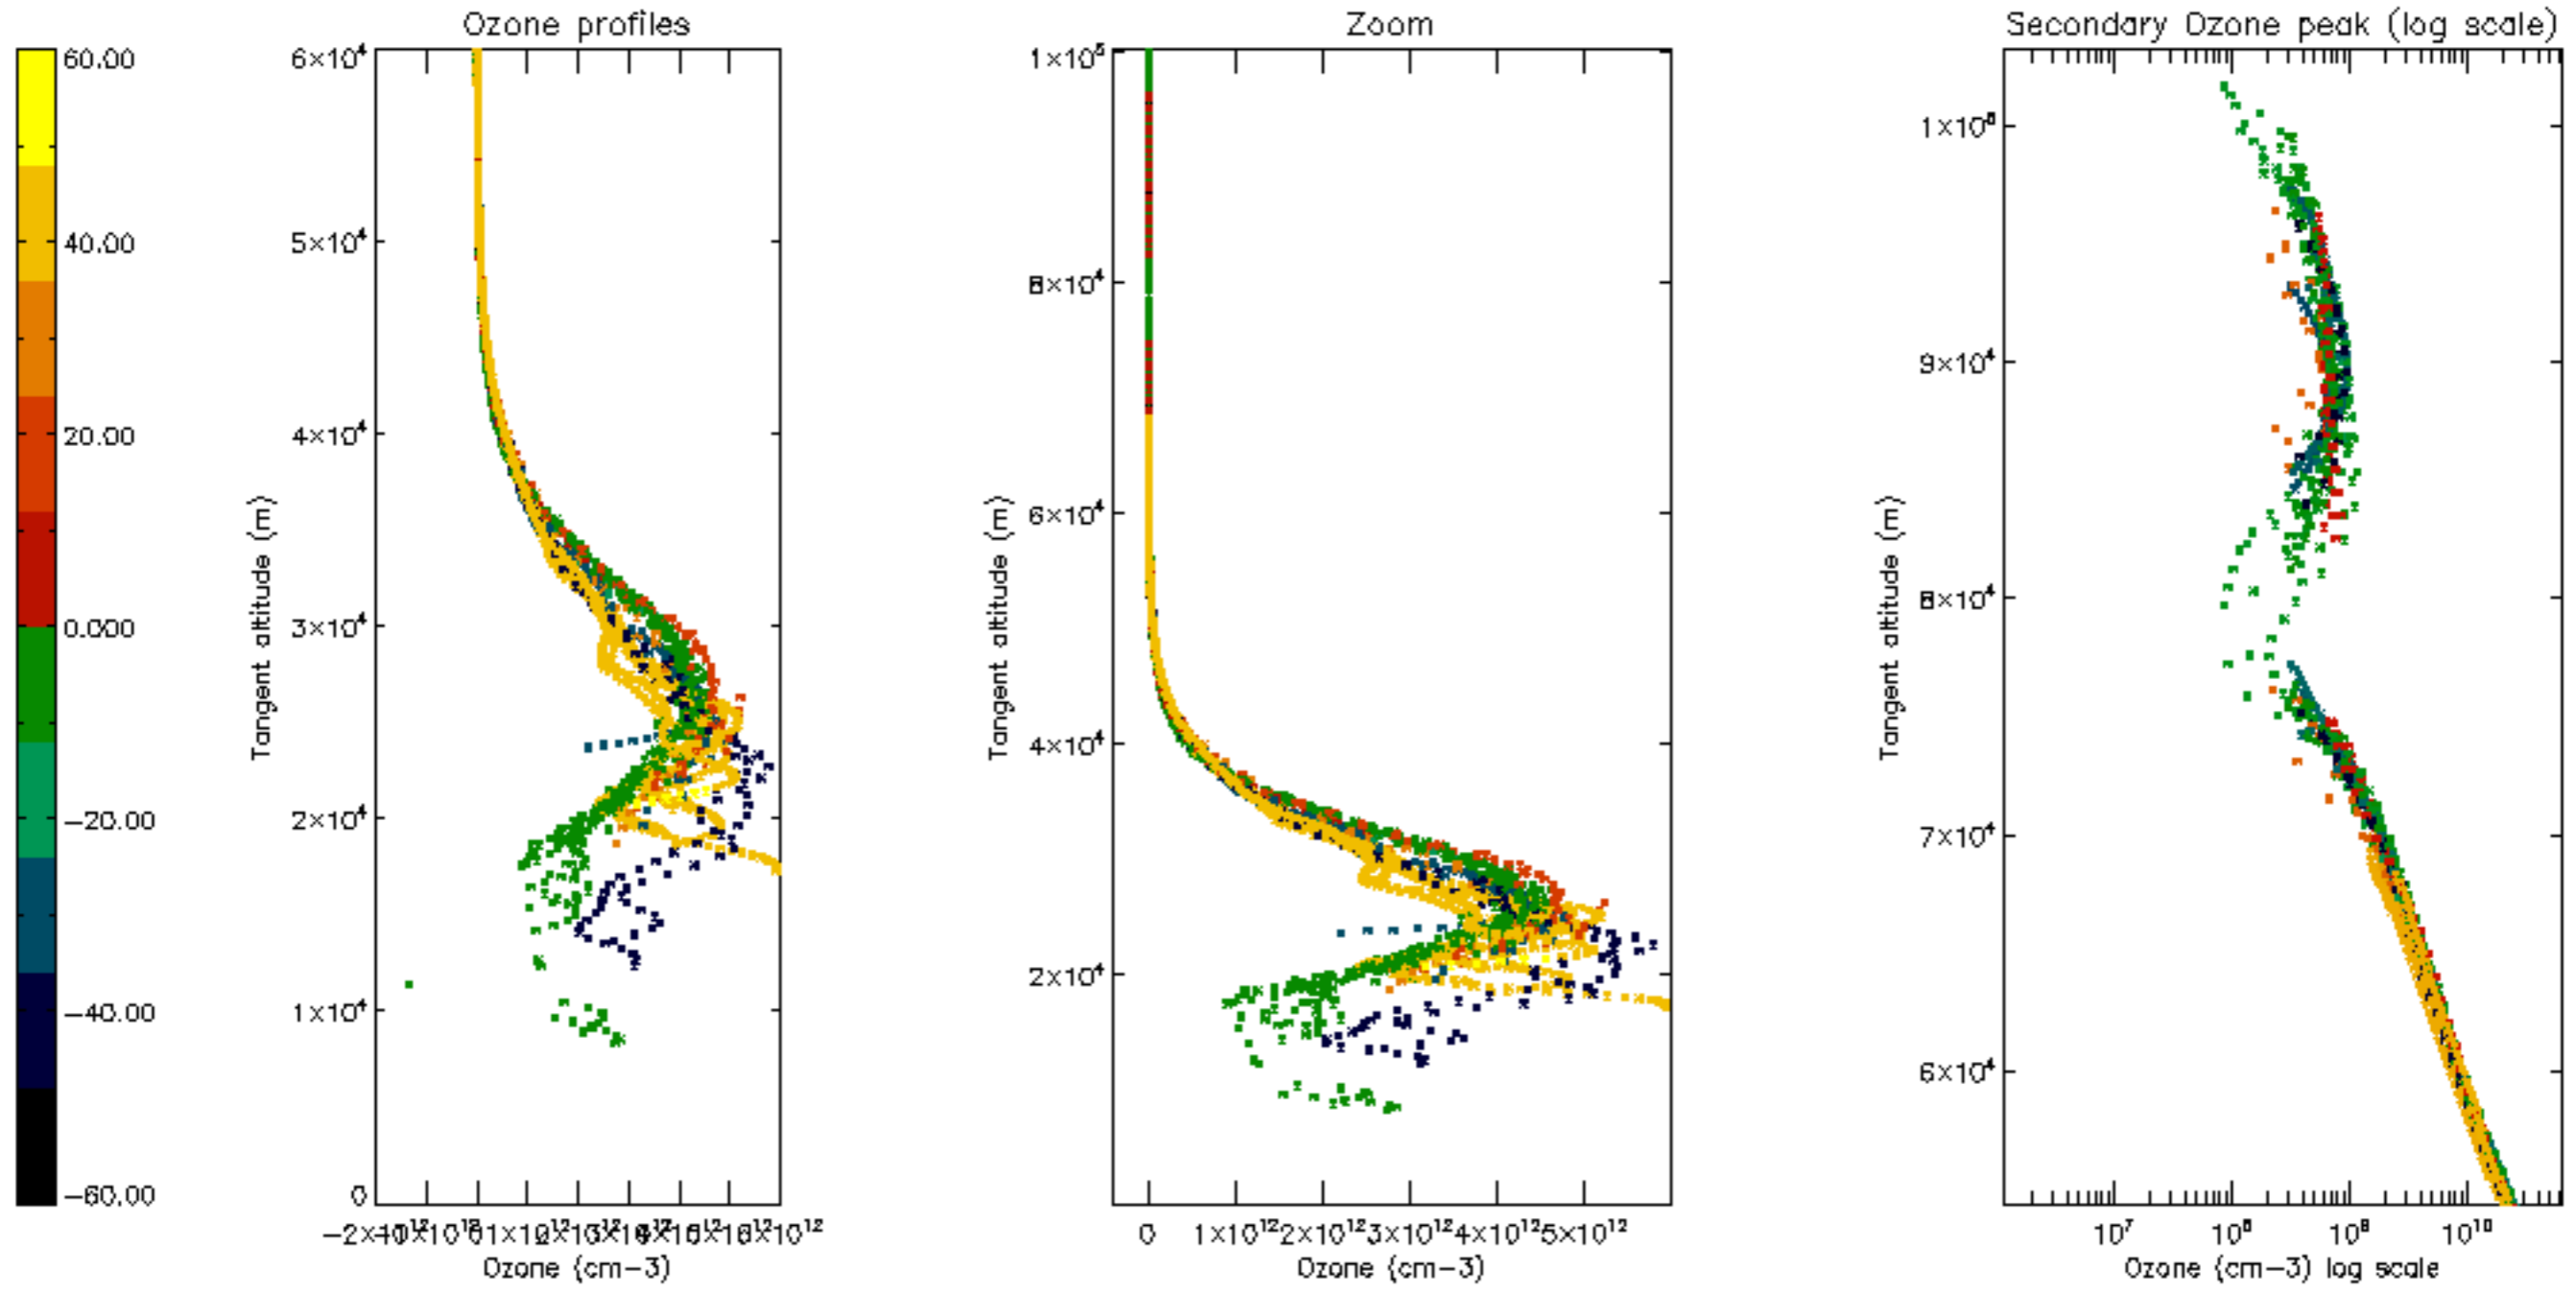 Ozone profiles
Zoom
Secondary Ozone peak (log scale)
60.00
40.00
20.00
0.000
−20.00
−40.00
−60.00
6×10⁴
5×10⁴
4×10⁴
3×10⁴
2×10⁴
1×10⁴
0
Tangent altitude (m)
Ozone (cm−3)
1×10⁵
8×10⁴
6×10⁴
4×10⁴
2×10⁴
Tangent altitude (m)
0 1×10¹² 2×10¹² 3×10¹² 4×10¹² 5×10¹²
Ozone (cm−3)
1×10⁵
9×10⁴
8×10⁴
7×10⁴
6×10⁴
Tangent altitude (m)
10⁷ 10⁸ 10⁹ 10¹⁰
Ozone (cm−3) log scale